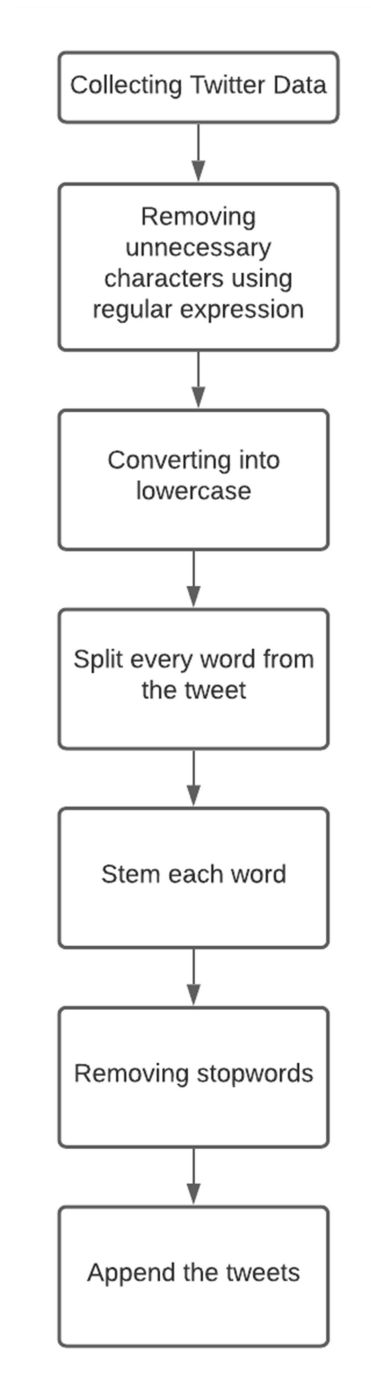 Collecting Twitter Data
Removing
unnecessary
characters using
regular expression
Converting into
lowercase
Split every word from
the tweet
Stem each word
Removing stopwords
Append the tweets